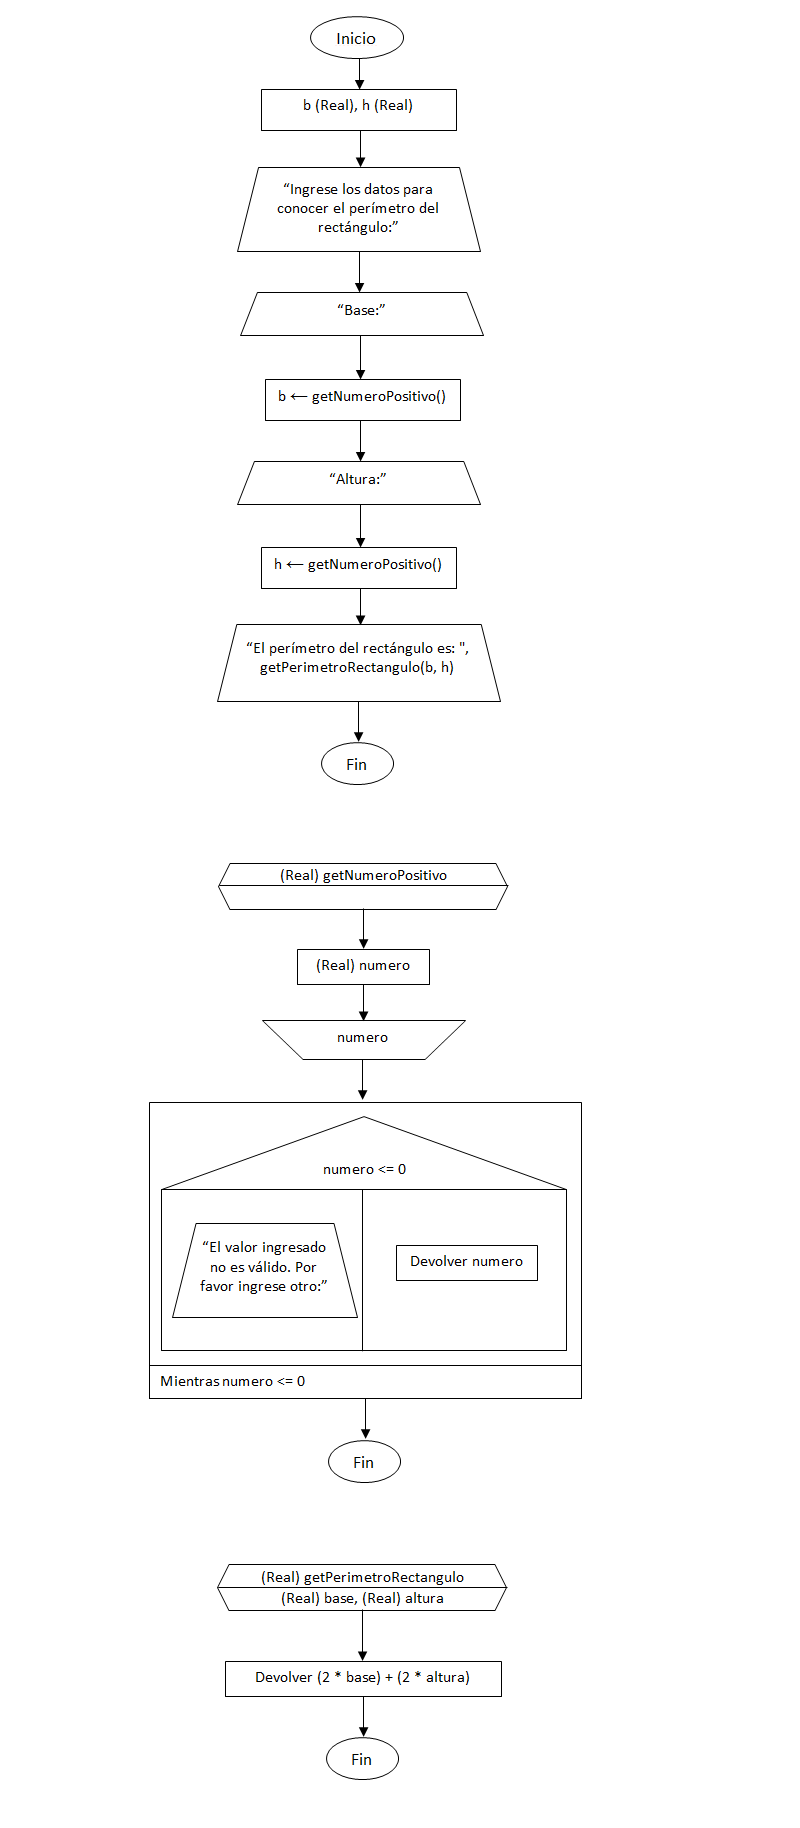 Inicio
b (Real), h (Real)
“Ingrese los datos para
conocer el perímetro del
rectángulo:”
“Base:”
b ← getNumeroPositivo()
“Altura:”
h ← getNumeroPositivo()
“El perímetro del rectángulo es: ",
getPerimetroRectangulo(b, h)
Fin
(Real) getNumeroPositivo
(Real) numero
numero
numero <= 0
“El valor ingresado
no es válido. Por
favor ingrese otro:”
Devolver numero
Mientras numero <= 0
Fin
(Real) getPerimetroRectangulo
(Real) base, (Real) altura
Devolver (2 * base) + (2 * altura)
Fin